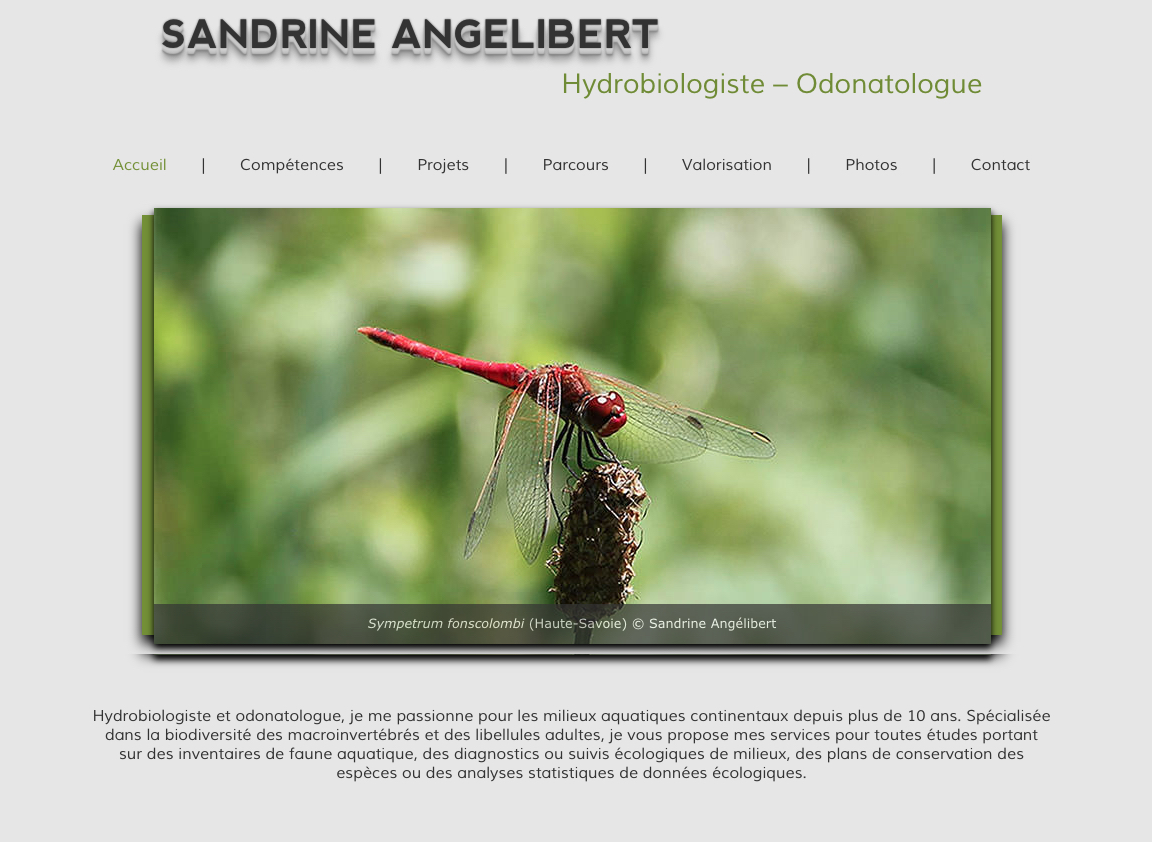 SANDRINE ANGELIBERT
Hydrobiologiste – Odonatologue
Accueil | Compétences | Projets | Parcours | Valorisation | Photos | Contact
Sympetrum fonscolombi (Haute-Savoie) © Sandrine Angélibert
Hydrobiologiste et odonatologue, je me passionne pour les milieux aquatiques continentaux depuis plus de 10 ans. Spécialisée
dans la biodiversité des macroinvertébrés et des libellules adultes, je vous propose mes services pour toutes études portant
sur des inventaires de faune aquatique, des diagnostics ou suivis écologiques de milieux, des plans de conservation des
espèces ou des analyses statistiques de données écologiques.